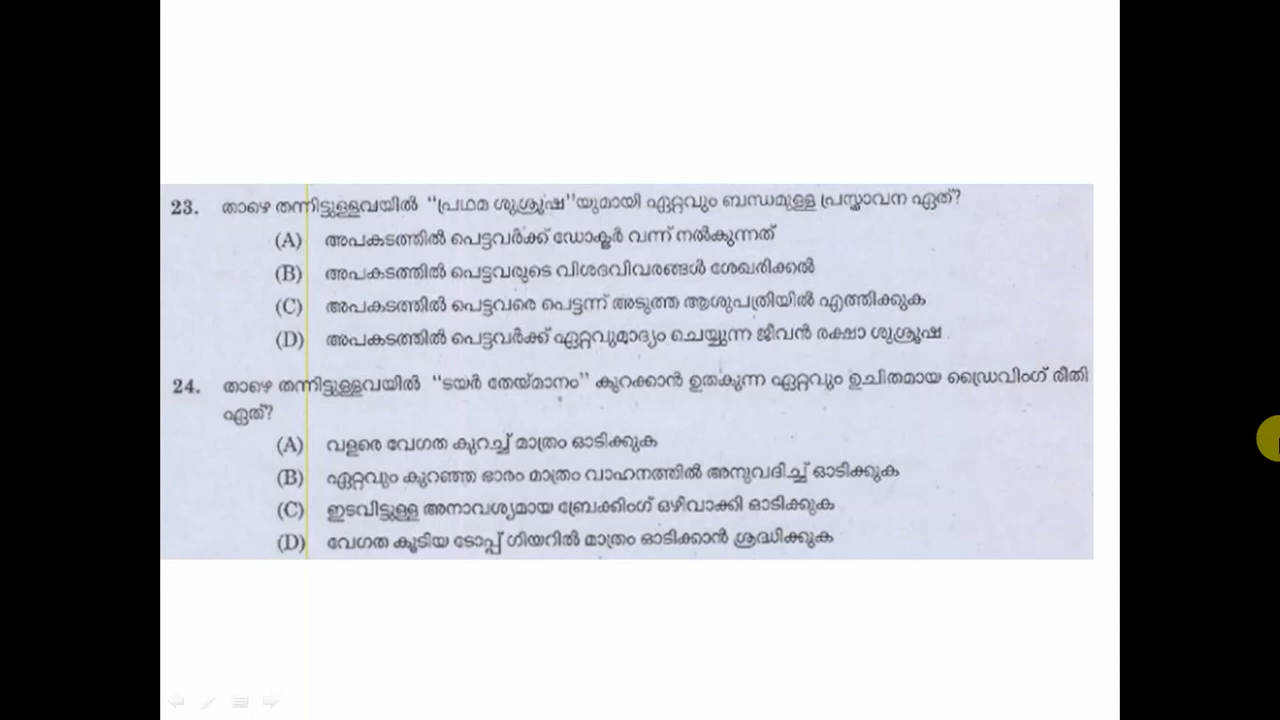 23. താഴെ തന്നിട്ടുള്ളവയിൽ "പ്രഥമ ശുശ്രൂഷ"യുമായി ഏറ്റവും ബന്ധമുള്ള പ്രസ്താവന ഏത്?
(A) അപകടത്തിൽ പെട്ടവർക്ക് ഡോക്ടർ വന്ന് നൽകുന്നത്
(B) അപകടത്തിൽ പെട്ടവരുടെ വിശദവിവരങ്ങൾ ശേഖരിക്കൽ
(C) അപകടത്തിൽ പെട്ടവരെ പെട്ടന്ന് അടുത്ത ആശുപത്രിയിൽ എത്തിക്കുക
(D) അപകടത്തിൽ പെട്ടവർക്ക് ഏറ്റവുമാദ്യം ചെയ്യുന്ന ജീവൻ രക്ഷാ ശുശ്രൂഷ.
24. താഴെ തന്നിട്ടുള്ളവയിൽ "ടയർ തേയ്മാനം" കുറക്കാൻ ഉതകുന്ന ഏറ്റവും ഉചിതമായ ഡ്രൈവിംഗ് രീതി
ഏത്?
(A) വളരെ വേഗത കുറച്ച് മാത്രം ഓടിക്കുക
(B) ഏറ്റവും കുറഞ്ഞ ഭാരം മാത്രം വാഹനത്തിൽ അനുവദിച്ച് ഓടിക്കുക
(C) ഇടവിട്ടുള്ള അനാവശ്യമായ ബ്രേക്കിംഗ് ഒഴിവാക്കി ഓടിക്കുക
(D) വേഗത കൂടിയ ടോപ്പ് ഗിയറിൽ മാത്രം ഓടിക്കാൻ ശ്രദ്ധിക്കുക